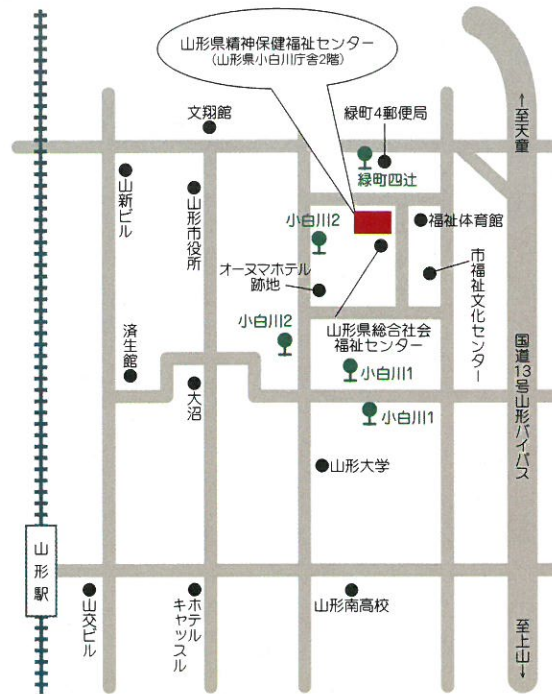 山形県精神保健福祉センター
(山形県小白川庁舎2階)
文翔館
緑町4郵便局
←至天童
緑町四辻
山新ビル
山形市役所
小白川2
福祉体育館
オーヌマホテル
跡地
市福祉文化センター
済生館
小白川2
山形県総合社会
福祉センター
国道13号山形バイパス
小白川1
大沼
小白川1
山形大学
山形駅
山交ビル
ホテル
キャッスル
山形南高校
至上山→